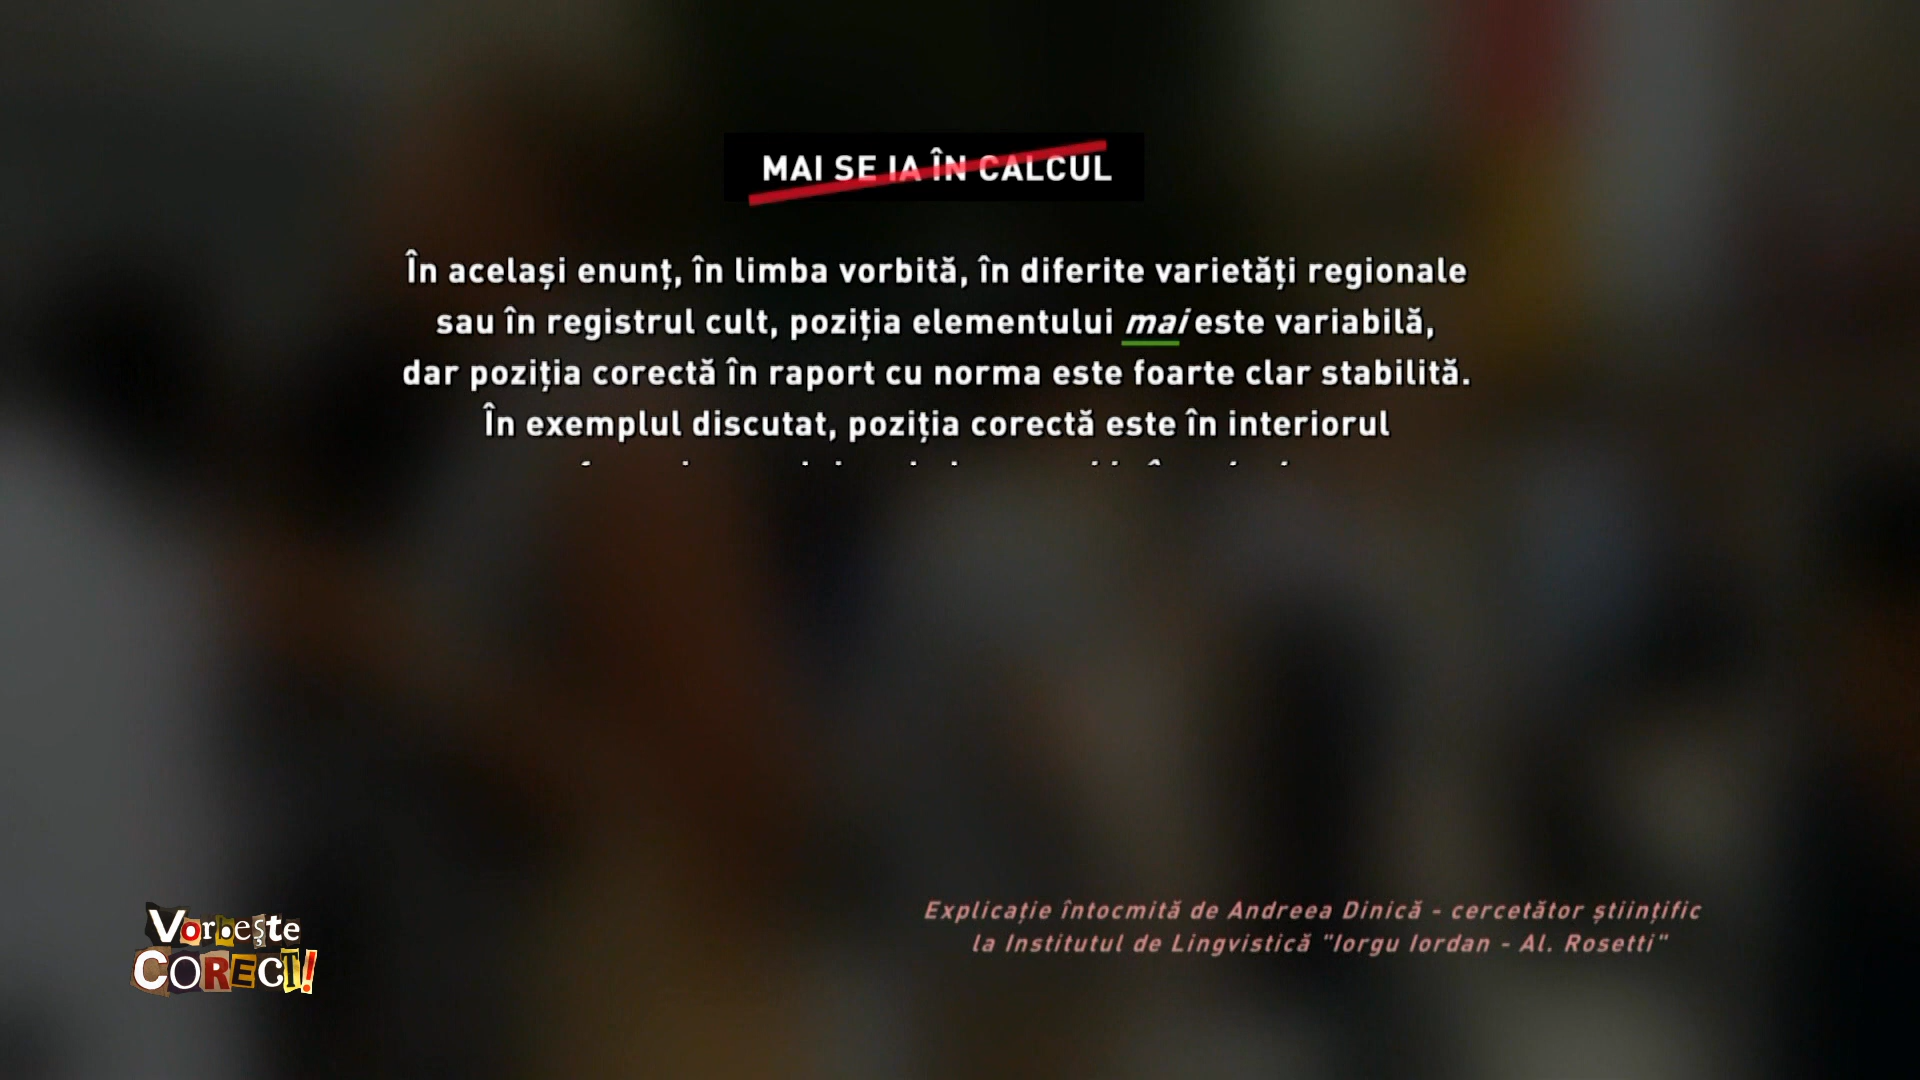 MAI SE IA ÎN CALCUL
În același enunț, în limba vorbită, în diferite varietăți regionale
sau în registrul cult, poziția elementului mai este variabilă,
dar poziția corectă în raport cu norma este foarte clar stabilită.
În exemplul discutat, poziția corectă este în interiorul
Explicație întocmită de Andreea Dinică - cercetător științific
la Institutul de Lingvistică "Iorgu Iordan - Al. Rosetti"
Vorbește
CORECT!